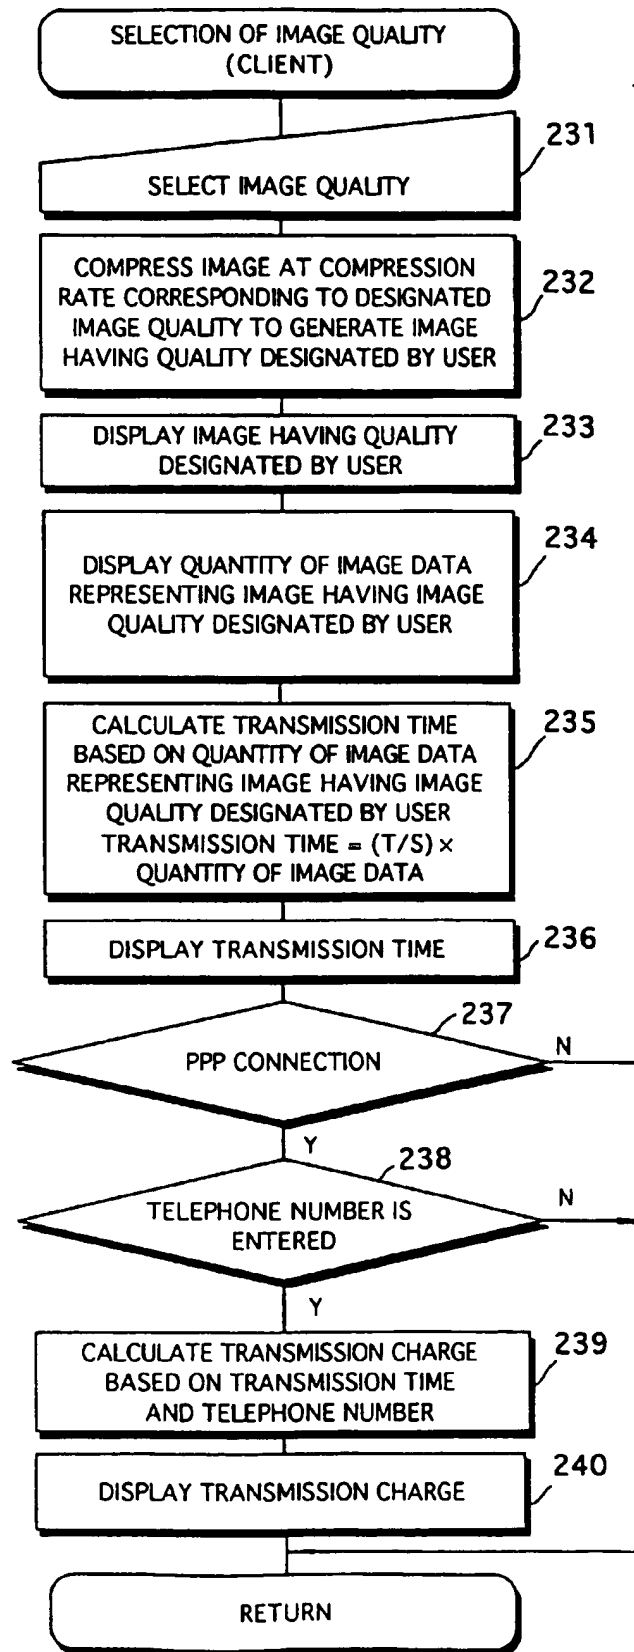 SELECTION OF IMAGE QUALITY
(CLIENT)
231
SELECT IMAGE QUALITY
COMPRESS IMAGE AT COMPRESSION
RATE CORRESPONDING TO DESIGNATED
IMAGE QUALITY TO GENERATE IMAGE
HAVING QUALITY DESIGNATED BY USER
232
DISPLAY IMAGE HAVING QUALITY
DESIGNATED BY USER
233
DISPLAY QUANTITY OF IMAGE DATA
REPRESENTING IMAGE HAVING IMAGE
QUALITY DESIGNATED BY USER
234
CALCULATE TRANSMISSION TIME
BASED ON QUANTITY OF IMAGE DATA
REPRESENTING IMAGE HAVING IMAGE
QUALITY DESIGNATED BY USER
TRANSMISSION TIME = (T/S) ×
QUANTITY OF IMAGE DATA
235
DISPLAY TRANSMISSION TIME
236
237
PPP CONNECTION
N
Y
238
TELEPHONE NUMBER IS
ENTERED
N
Y
CALCULATE TRANSMISSION CHARGE
BASED ON TRANSMISSION TIME
AND TELEPHONE NUMBER
239
DISPLAY TRANSMISSION CHARGE
240
RETURN